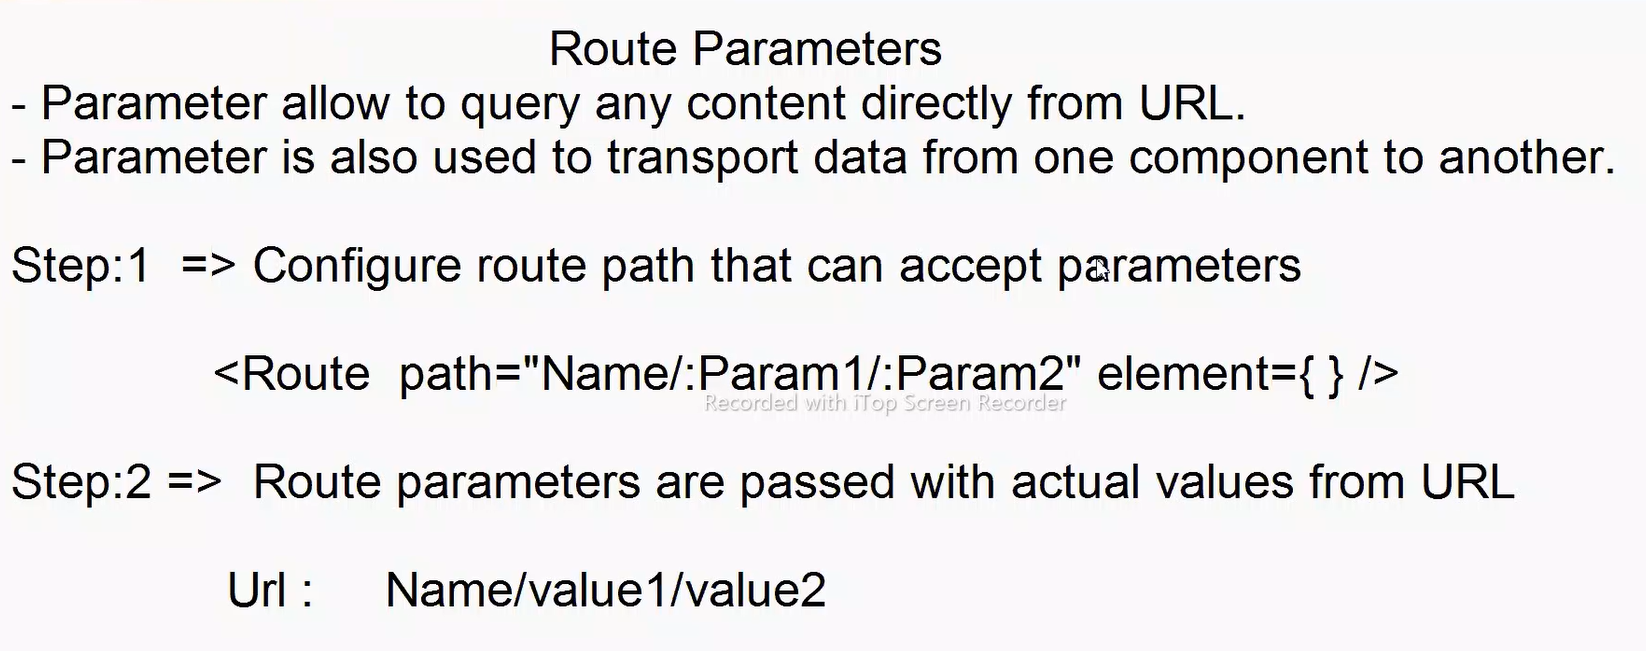 Route Parameters
- Parameter allow to query any content directly from URL.
- Parameter is also used to transport data from one component to another.
Step:1 => Configure route path that can accept parameters
<Route path="Name/:Param1/:Param2" element={ } />
Recorded with iTop Screen Recorder
Step:2 => Route parameters are passed with actual values from URL
Url : Name/value1/value2